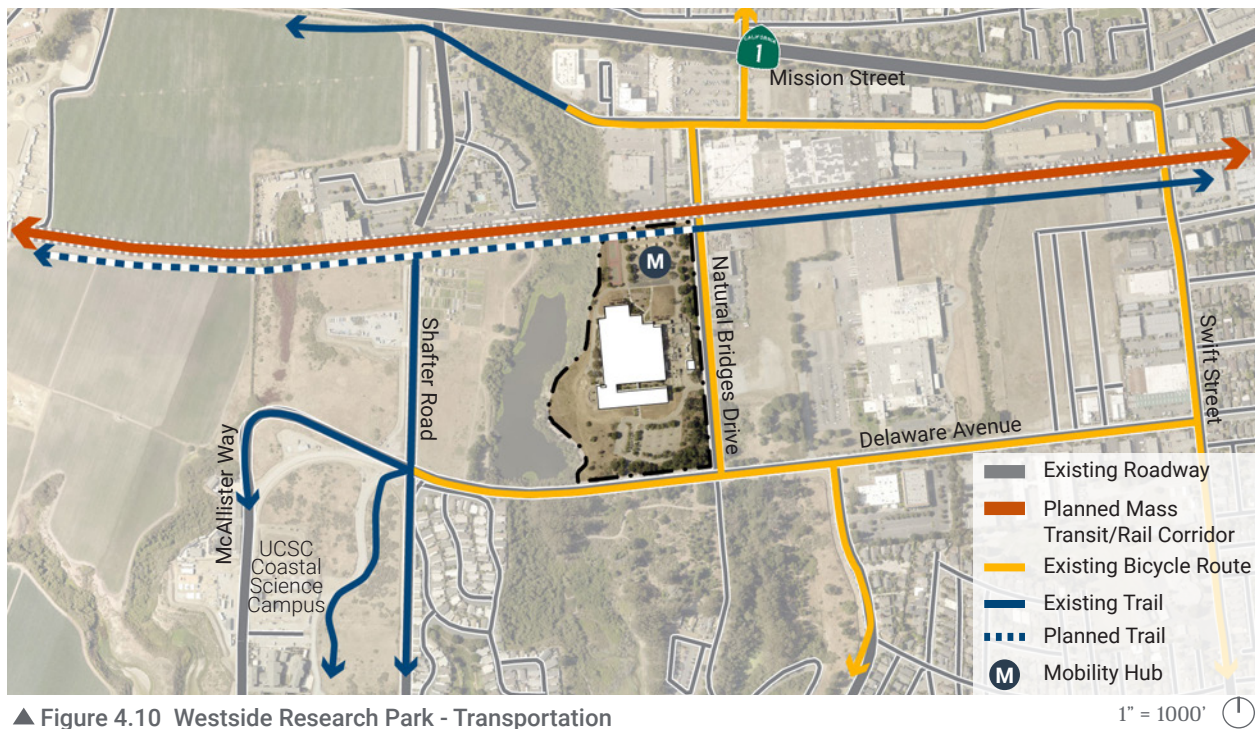 CALIFORNIA
1
Mission Street
M
Natural Bridges Drive
Shafter Road
Swift Street
Delaware Avenue
McAllister Way
UCSC
Coastal
Science
Campus
Existing Roadway
Planned Mass
Transit/Rail Corridor
Existing Bicycle Route
Existing Trail
Planned Trail
M Mobility Hub
▲ Figure 4.10 Westside Research Park - Transportation
1" = 1000'